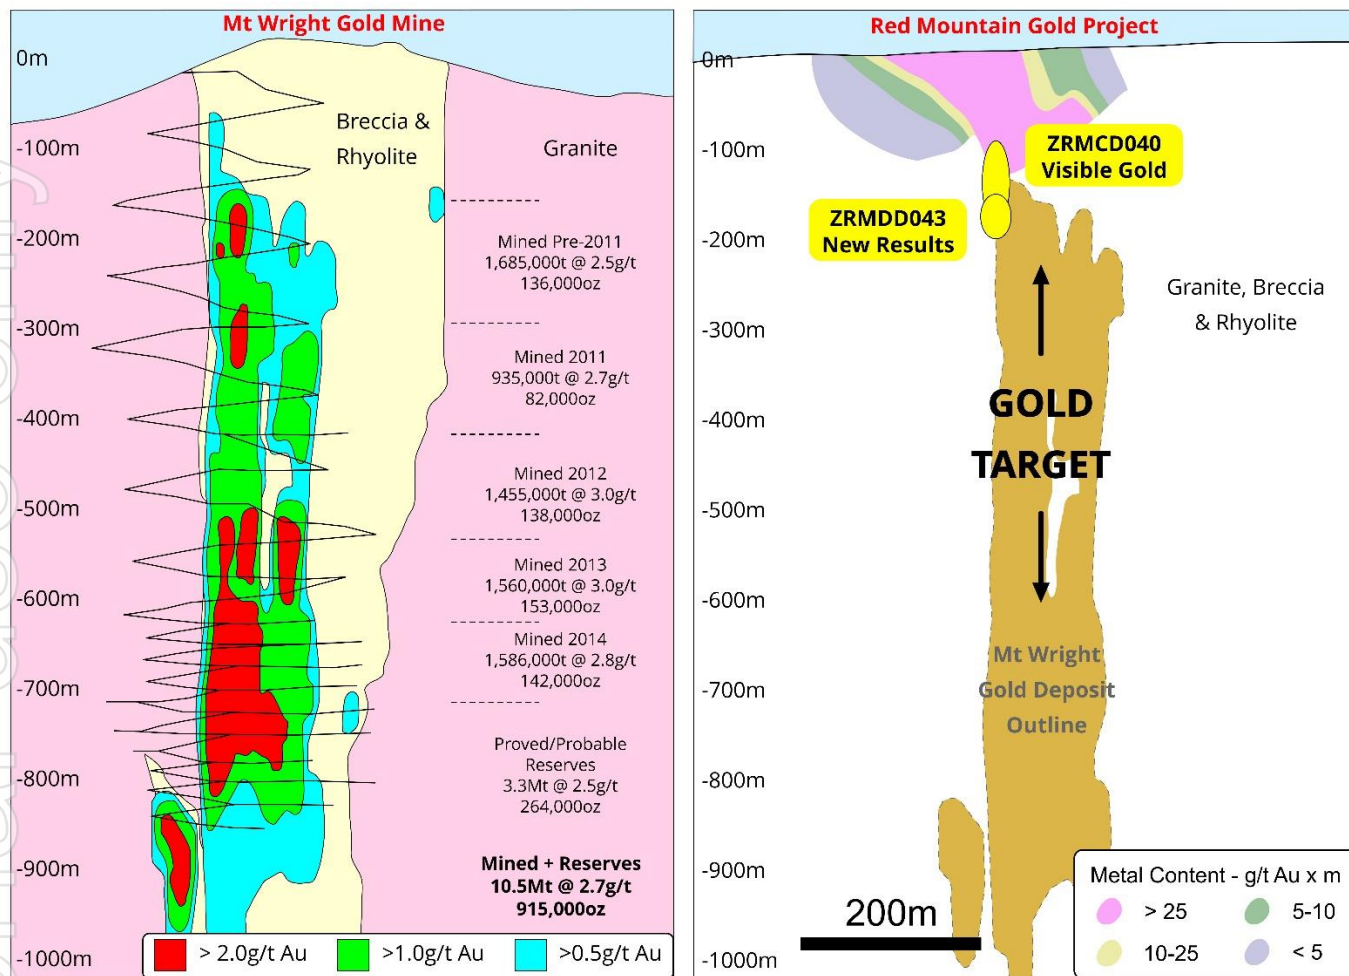 Mt Wright Gold Mine
0m
-100m
-200m
-300m
-400m
-500m
-600m
-700m
-800m
-900m
-1000m
Breccia &
Rhyolite
Granite
Mined Pre-2011
1,685,000t @ 2.5g/t
136,000oz
Mined 2011
935,000t @ 2.7g/t
82,000oz
Mined 2012
1,455,000t @ 3.0g/t
138,000oz
Mined 2013
1,560,000t @ 3.0g/t
153,000oz
Mined 2014
1,586,000t @ 2.8g/t
142,000oz
Proved/Probable
Reserves
3.3Mt @ 2.5g/t
264,000oz
Mined + Reserves
10.5Mt @ 2.7g/t
915,000oz
> 2.0g/t Au
>1.0g/t Au
>0.5g/t Au
Red Mountain Gold Project
0m
-100m
-200m
-300m
-400m
-500m
-600m
-700m
-800m
-900m
-1000m
ZRMCD040
Visible Gold
ZRMDD043
New Results
Granite, Breccia
& Rhyolite
GOLD
TARGET
Mt Wright
Gold Deposit
Outline
200m
Metal Content - g/t Au x m
> 25
5-10
10-25
< 5